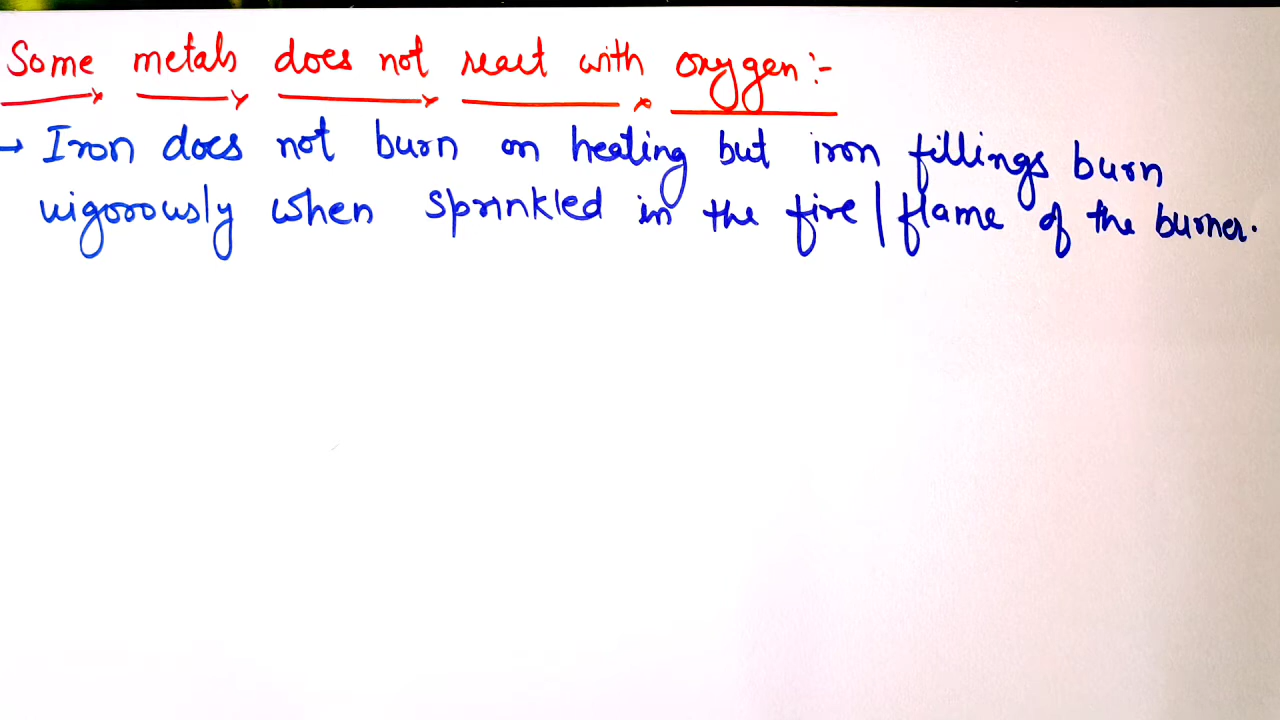 Some metals does not react with oxygen:-
→ Iron does not burn on heating but iron fillings burn
vigorously when sprinkled in the fire/flame of the burner.